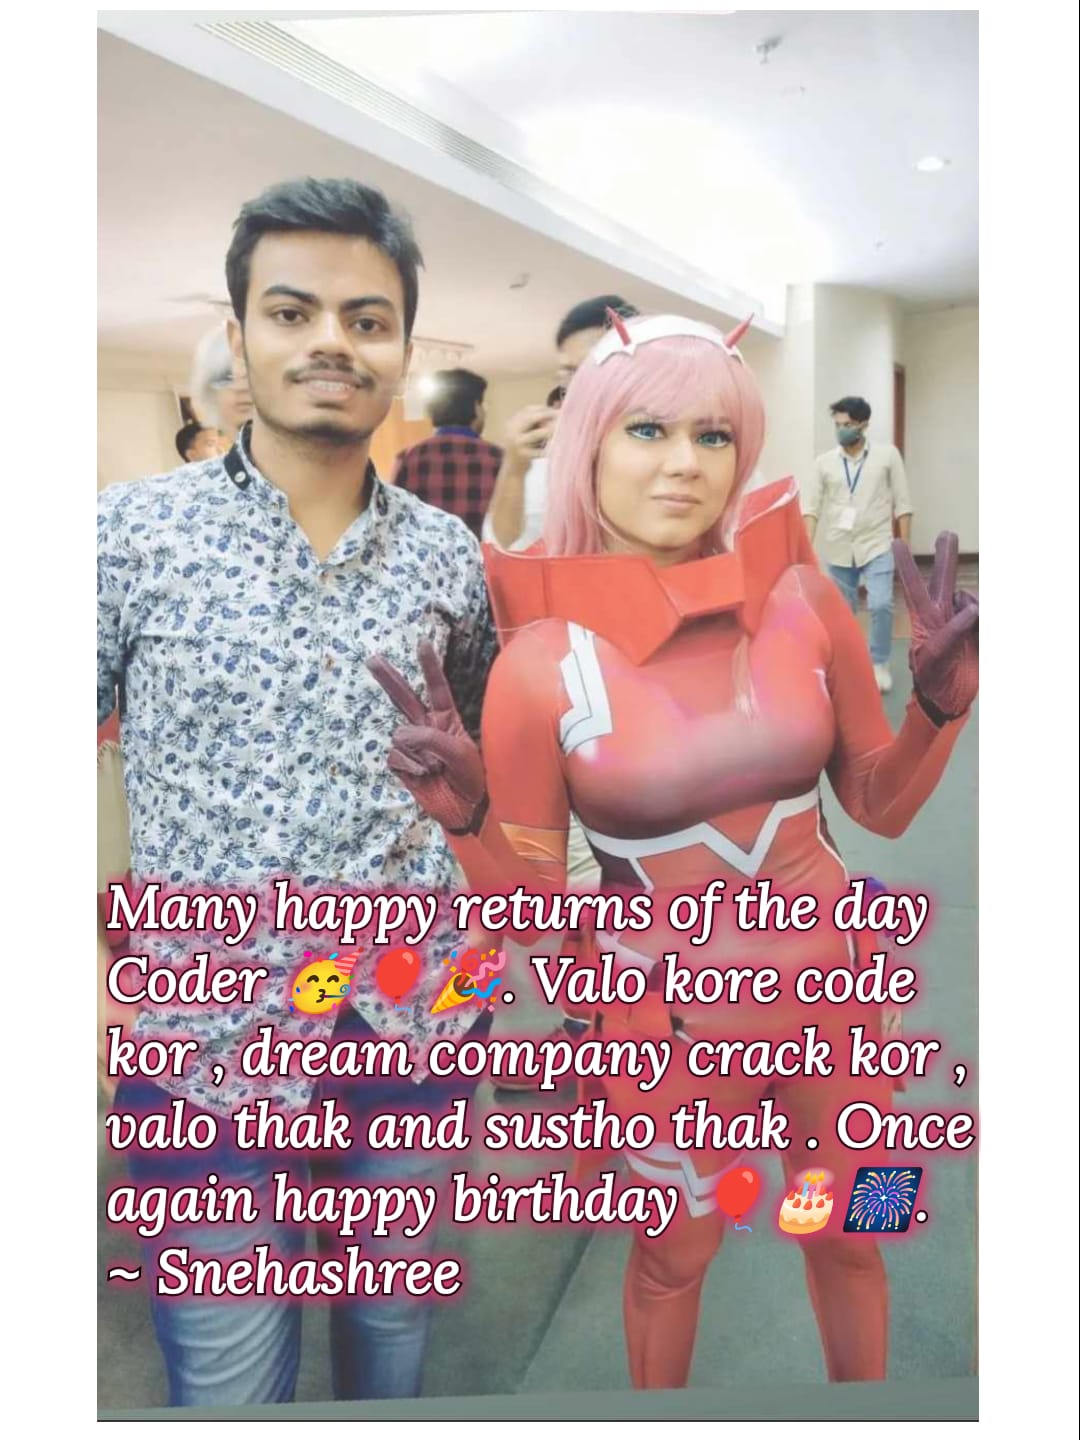 Many happy returns of the day
Coder 🥳🎈🎉. Valo kore code
kor , dream company crack kor ,
valo thak and sustho thak . Once
again happy birthday 🎈🎂🎆.
~ Snehashree